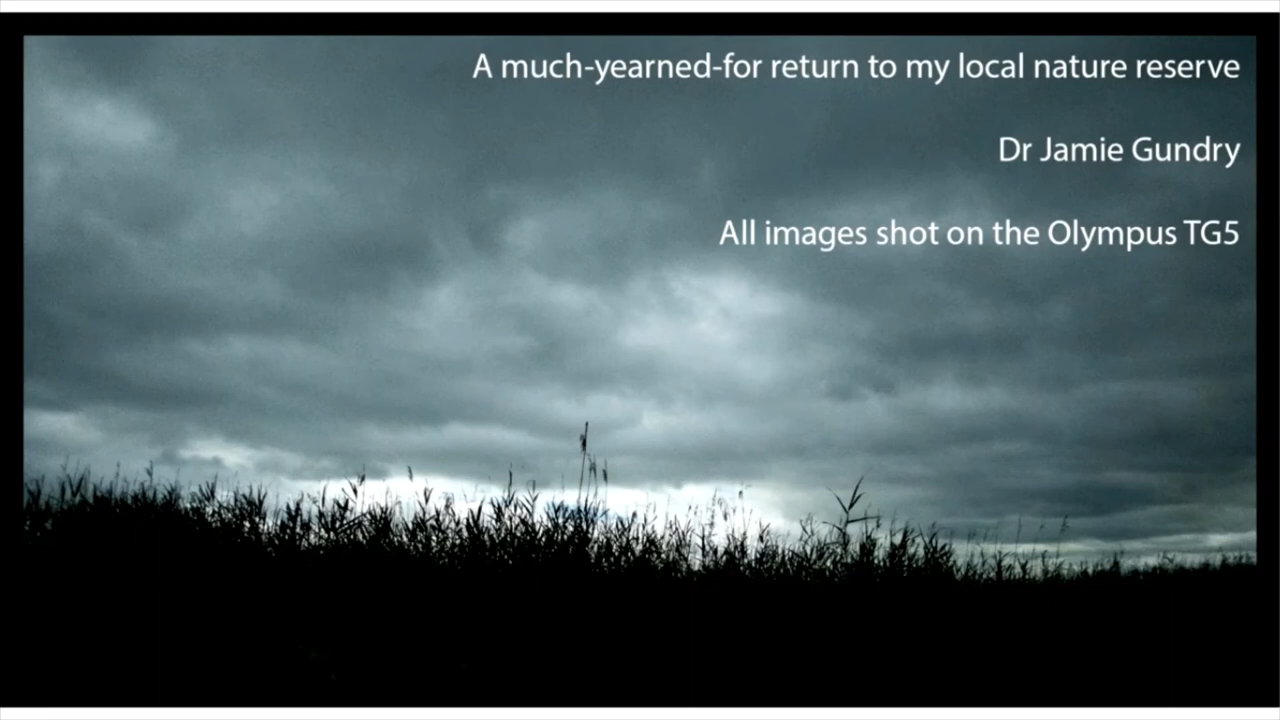 A much-yearned-for return to my local nature reserve
Dr Jamie Gundry
All images shot on the Olympus TG5